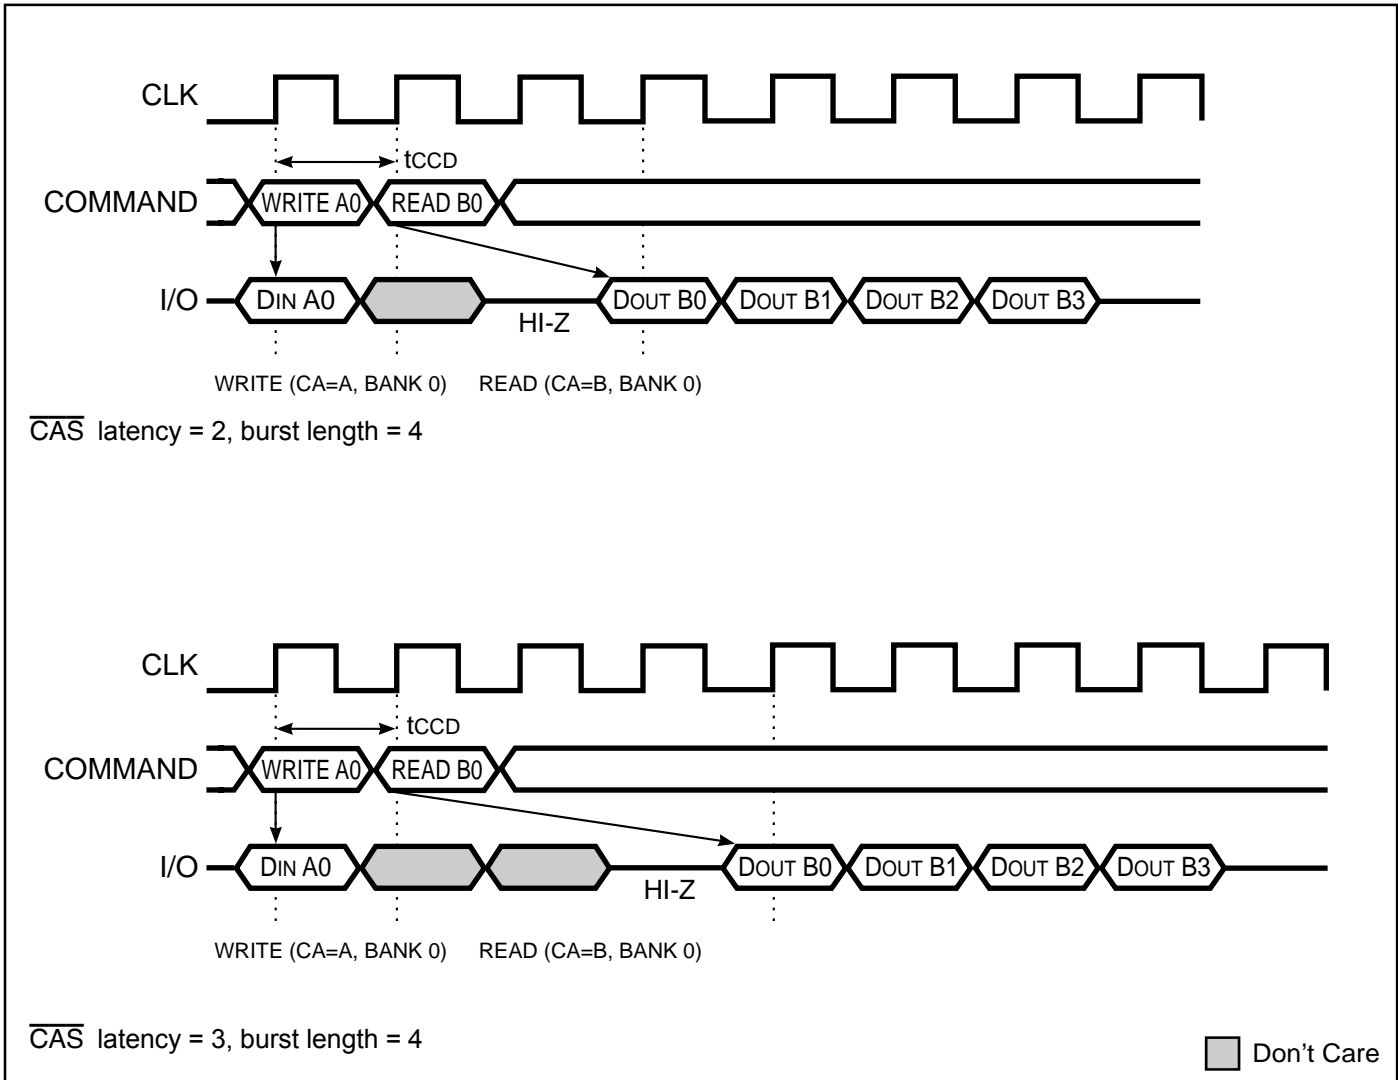 CLK
tCCD
COMMAND WRITE A0 READ B0
I/O DIN A0 HI-Z DOUT B0 DOUT B1 DOUT B2 DOUT B3
WRITE (CA=A, BANK 0) READ (CA=B, BANK 0)
CAS latency = 2, burst length = 4
CLK
tCCD
COMMAND WRITE A0 READ B0
I/O DIN A0 HI-Z DOUT B0 DOUT B1 DOUT B2 DOUT B3
WRITE (CA=A, BANK 0) READ (CA=B, BANK 0)
CAS latency = 3, burst length = 4
Don't Care